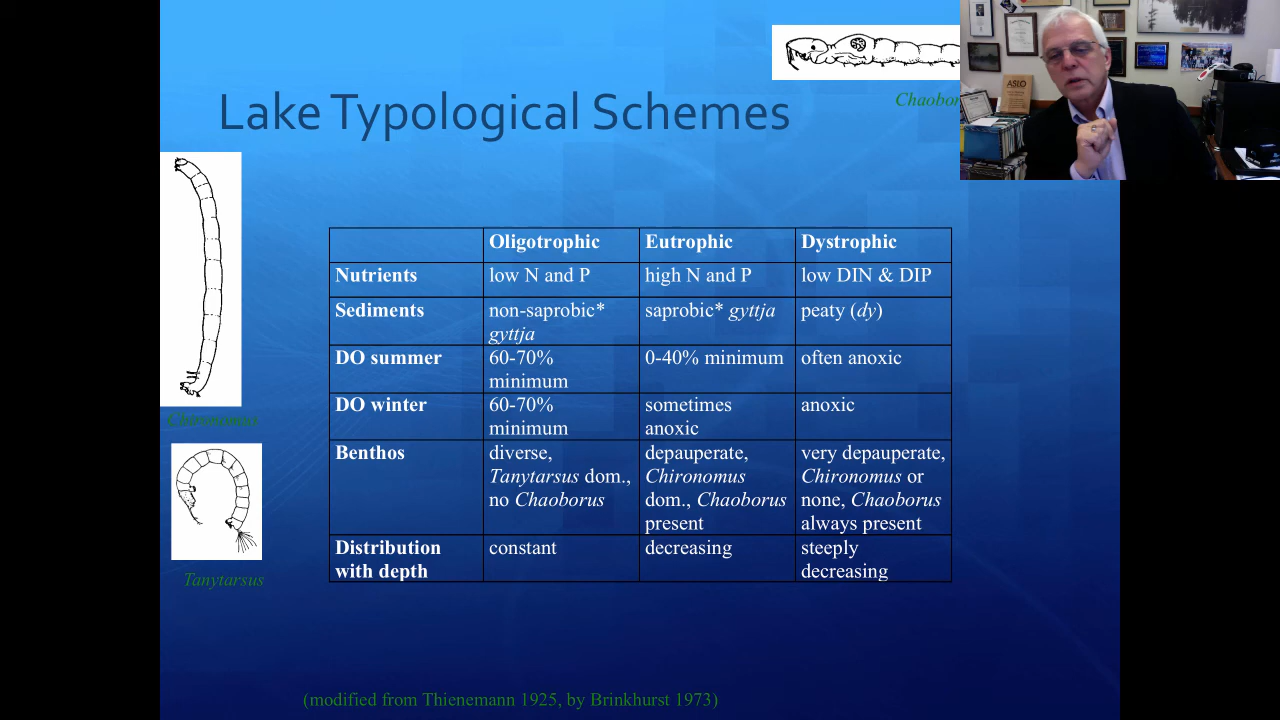 Chaobor
ASLO
Lake Typological Schemes
Chironomus
Tanytarsus
Oligotrophic Eutrophic Dystrophic
Nutrients low N and P high N and P low DIN & DIP
Sediments non-saprobic* saprobic* gyttja peaty (dy)
gyttja
DO summer 60-70% 0-40% minimum often anoxic
minimum
DO winter 60-70% sometimes anoxic
minimum anoxic
Benthos diverse, depauperate, very depauperate,
Tanytarsus dom., Chironomus Chironomus or
no Chaoborus dom., Chaoborus none, Chaoborus
present always present
Distribution constant decreasing steeply
with depth decreasing
(modified from Thienemann 1925, by Brinkhurst 1973)